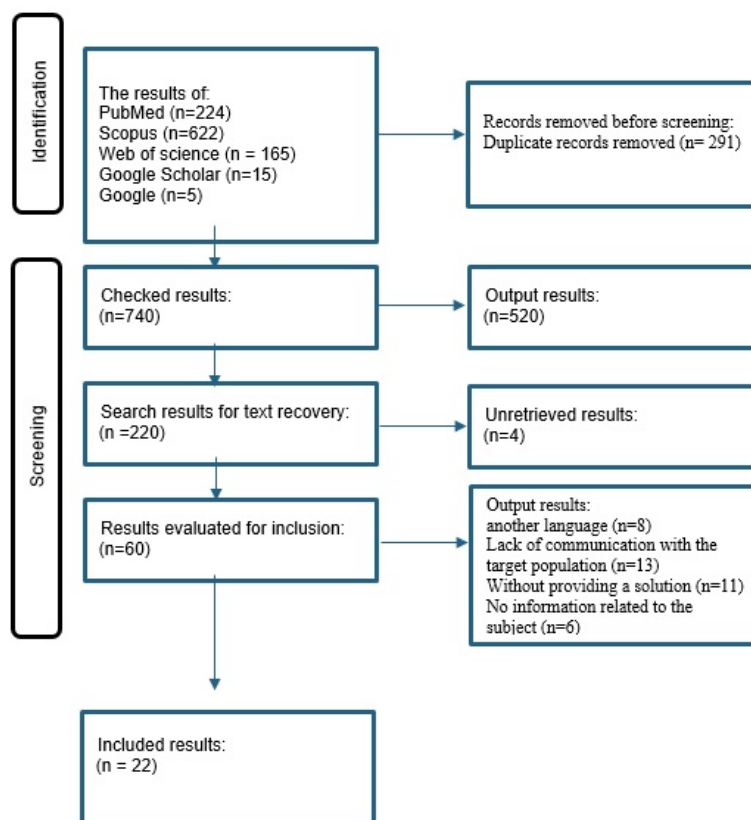 Identification
The results of:
PubMed (n=224)
Scopus (n=622)
Web of science (n = 165)
Google Scholar (n=15)
Google (n=5)
Records removed before screening:
Duplicate records removed (n= 291)
Screening
Checked results:
(n=740)
Output results:
(n=520)
Search results for text recovery:
(n =220)
Unretrieved results:
(n=4)
Results evaluated for inclusion:
(n=60)
Output results:
another language (n=8)
Lack of communication with the
target population (n=13)
Without providing a solution (n=11)
No information related to the
subject (n=6)
Included results:
(n = 22)